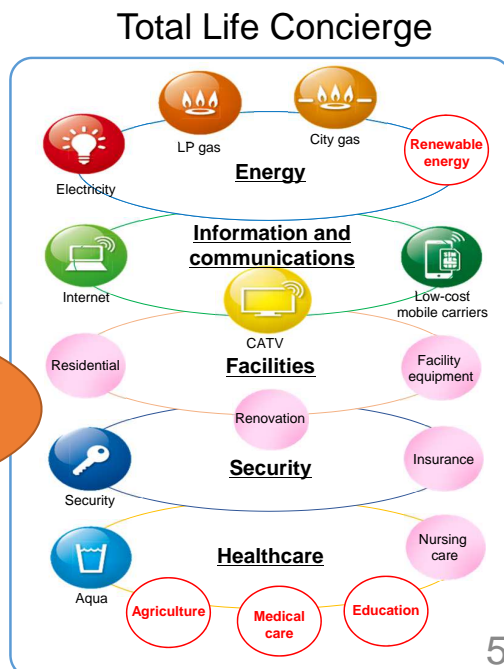 Total Life Concierge
LP gas
City gas
Renewable
energy
Electricity
Energy
Information and
communications
Internet
Low-cost
mobile carriers
CATV
Residential
Facilities
Facility
equipment
Renovation
Security
Insurance
Security
Nursing
care
Healthcare
Aqua
Agriculture
Medical
care
Education
5